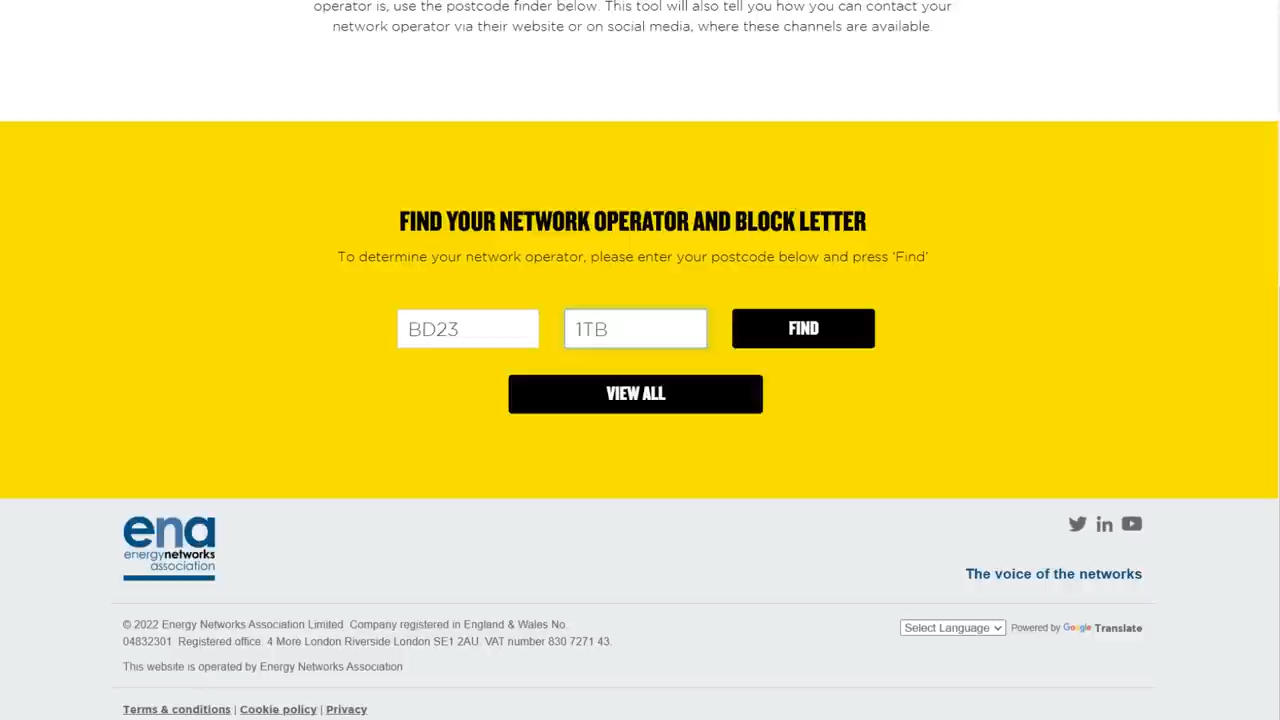 operator is, use the postcode finder below. This tool will also tell you how you can contact your
network operator via their website or on social media, where these channels are available.
FIND YOUR NETWORK OPERATOR AND BLOCK LETTER
To determine your network operator, please enter your postcode below and press ‘Find’
BD23 1TB FIND
VIEW ALL
ena
energynetworks
association
The voice of the networks
© 2022 Energy Networks Association Limited. Company registered in England & Wales No.
04832301. Registered office: 4 More London Riverside London SE1 2AU. VAT number 830 7271 43.
Select Language Powered by Google Translate
This website is operated by Energy Networks Association
Terms & conditions | Cookie policy | Privacy